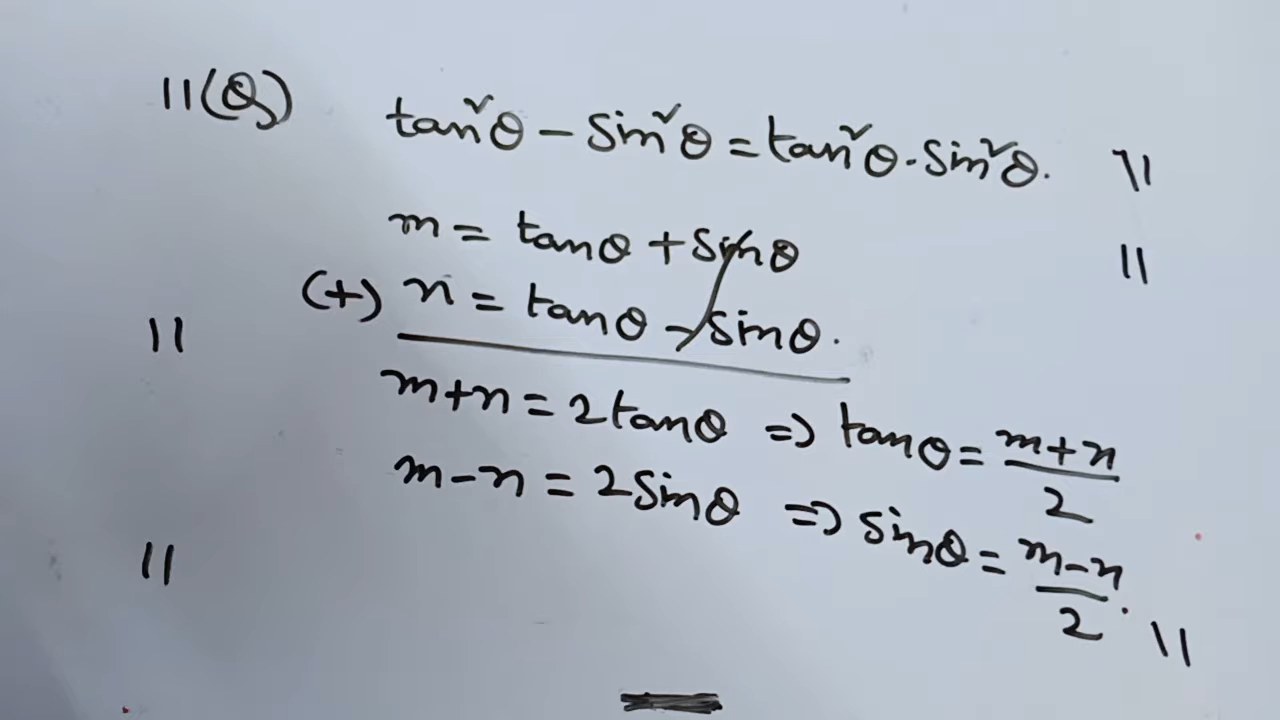 11(Q) tan²θ - sin²θ = tan²θ · sin²θ. 11
m = tanθ + sinθ 11
(+) n = tanθ - sinθ.
11
m+n = 2tanθ => tanθ = (m+n)/2
m-n = 2sinθ => sinθ = (m-n)/2. 11
11